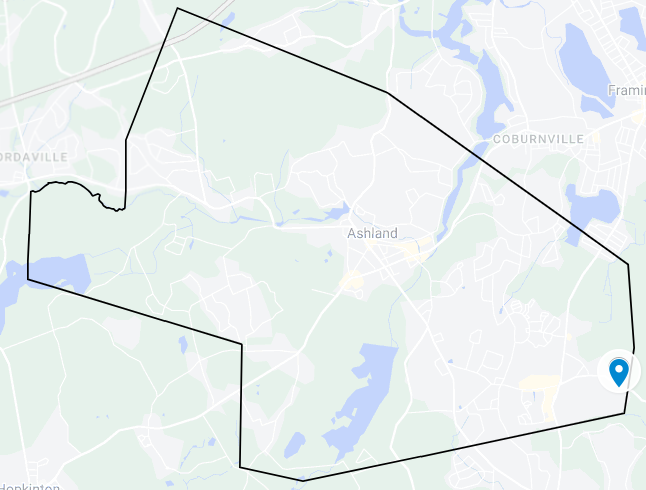 Framin
COBURNVILLE
ORDAVILLE
Ashland
Hopkinton